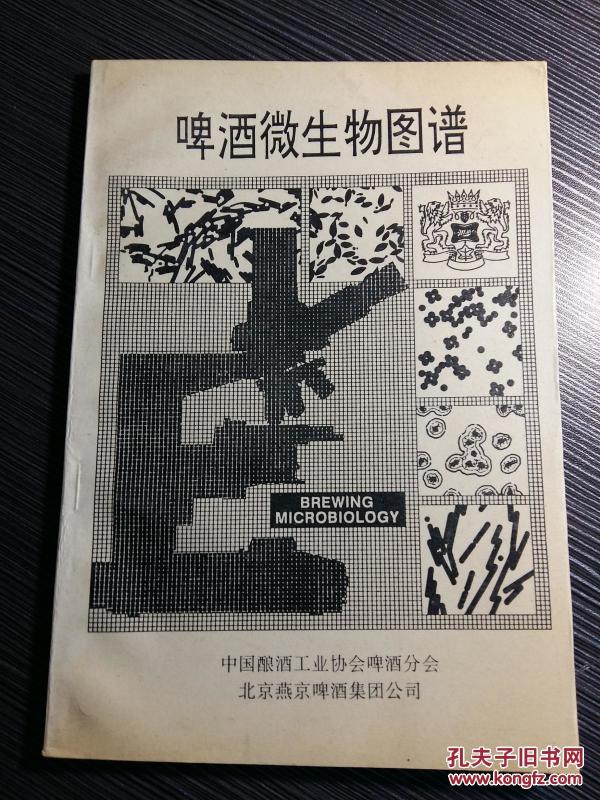 啤酒微生物图谱
BREWING
MICROBIOLOGY
中国酿酒工业协会啤酒分会
北京燕京啤酒集团公司
孔夫子旧书网
www.kongfz.com